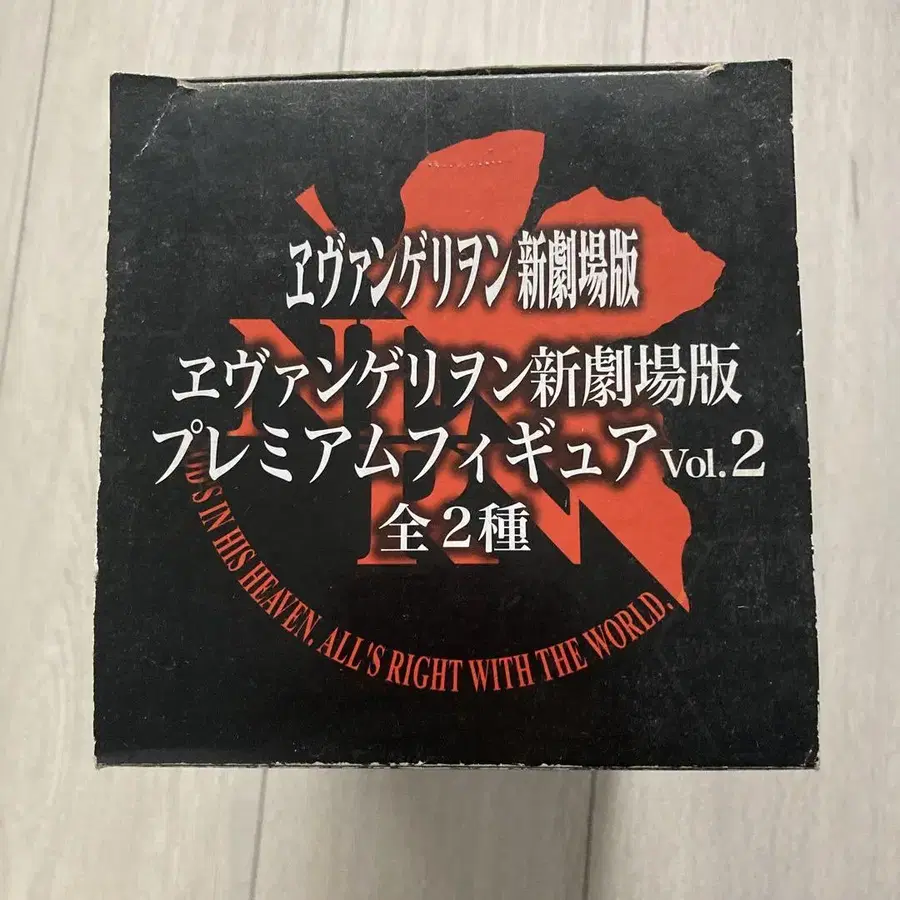 ヱヴァンゲリヲン新劇場版
ヱヴァンゲリヲン新劇場版
プレミアムフィギュア Vol.2
全2種
IN HIS HEAVEN. ALL'S RIGHT WITH THE WORLD.